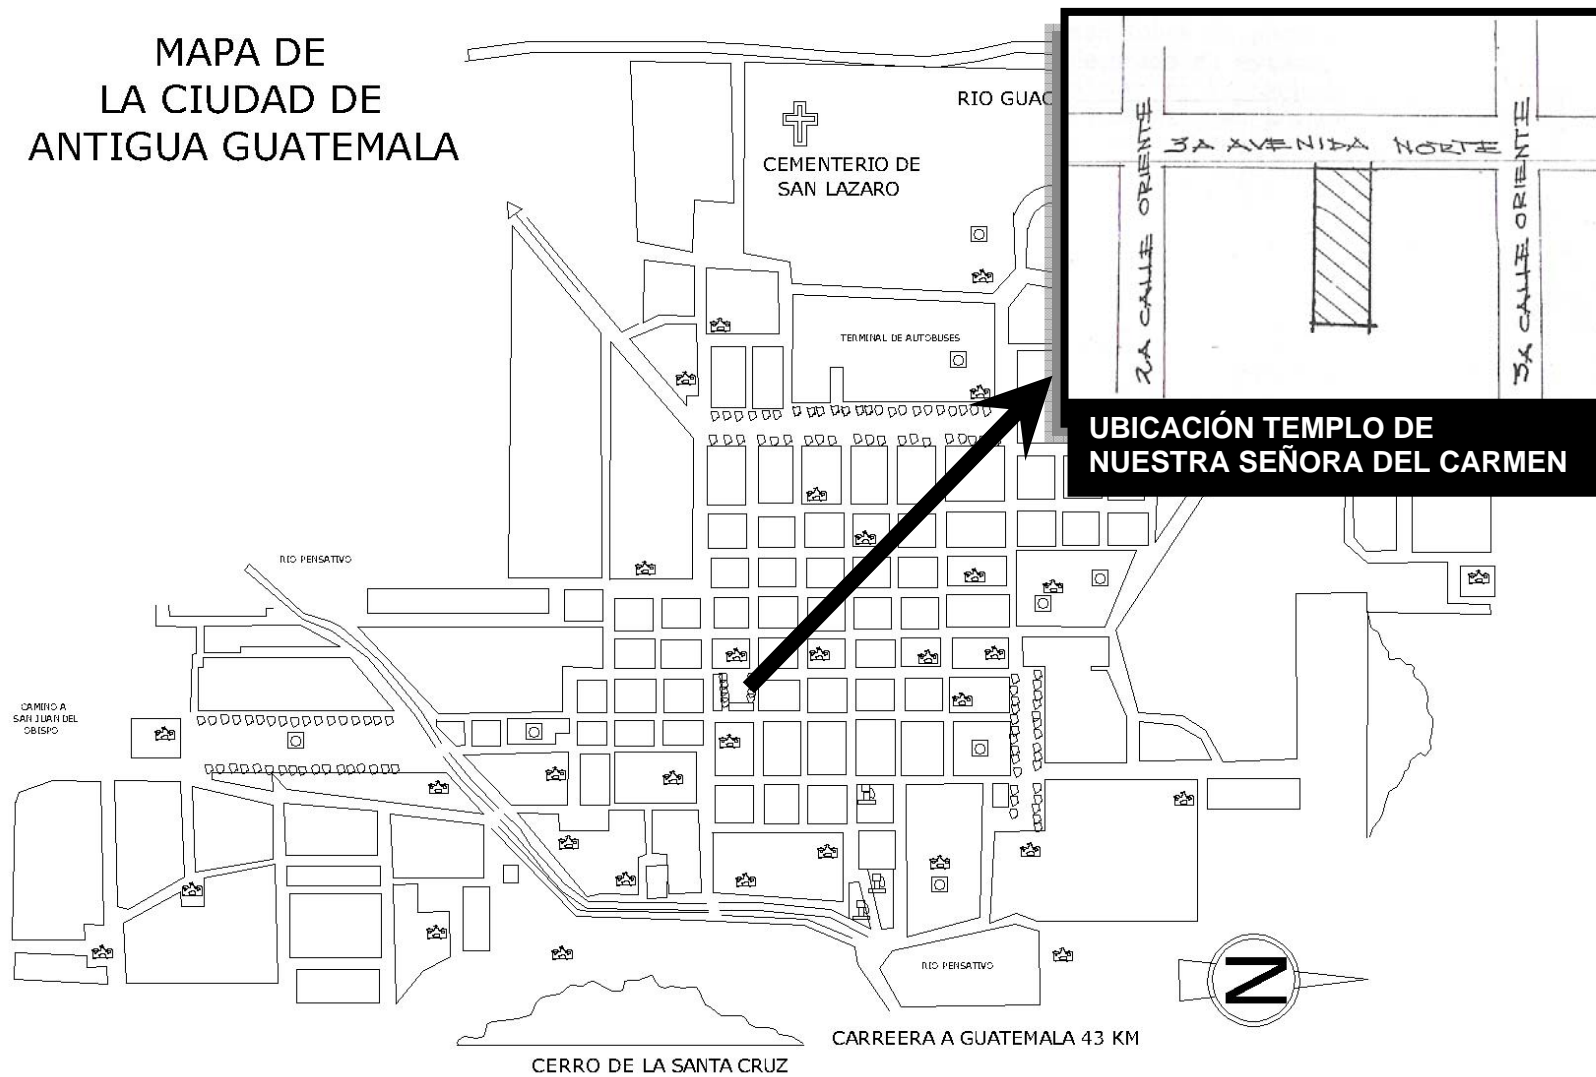 MAPA DE
LA CIUDAD DE
ANTIGUA GUATEMALA
RIO GUAC
CEMENTERIO DE
SAN LAZARO
TERMINAL DE AUTOBUSES
3A AVENIDA NORTE
2A CALLE ORIENTE
3A CALLE ORIENTE
UBICACIÓN TEMPLO DE
NUESTRA SEÑORA DEL CARMEN
RIO PENSATIVO
CAMINO A
SAN JUAN DEL
OBISPO
RIO PENSATIVO
N
CARREERA A GUATEMALA 43 KM
CERRO DE LA SANTA CRUZ